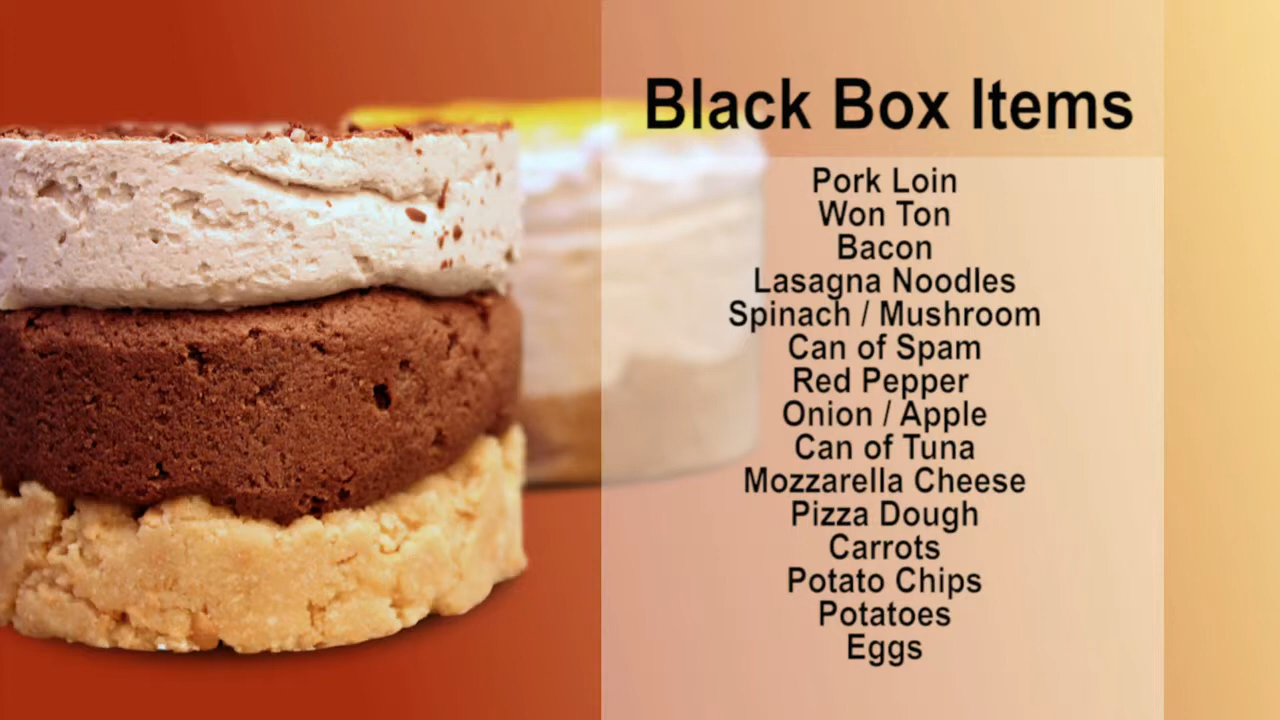 Black Box Items
Pork Loin
Won Ton
Bacon
Lasagna Noodles
Spinach / Mushroom
Can of Spam
Red Pepper
Onion / Apple
Can of Tuna
Mozzarella Cheese
Pizza Dough
Carrots
Potato Chips
Potatoes
Eggs